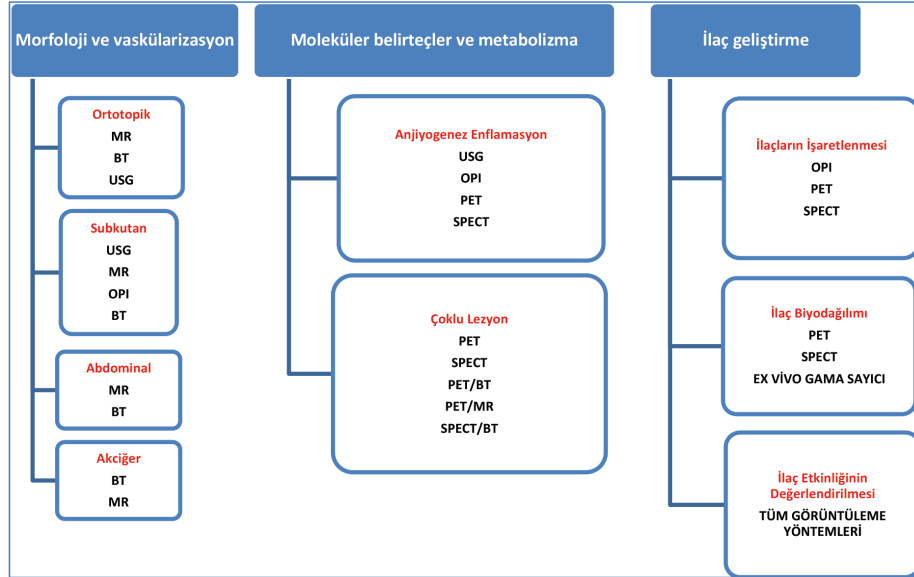 Morfoloji ve vaskülarizasyon
Ortotopik
MR
BT
USG
Subkutan
USG
MR
OPI
BT
Abdominal
MR
BT
Akciğer
BT
MR
Moleküler belirteçler ve metabolizma
Anjiyogenez Enflamasyon
USG
OPI
PET
SPECT
Çoklu Lezyon
PET
SPECT
PET/BT
PET/MR
SPECT/BT
İlaç geliştirme
İlaçların İşaretlenmesi
OPI
PET
SPECT
İlaç Biyodağılımı
PET
SPECT
EX VİVO GAMA SAYICI
İlaç Etkinliğinin
Değerlendirilmesi
TÜM GÖRÜNTÜLEME
YÖNTEMLERİ